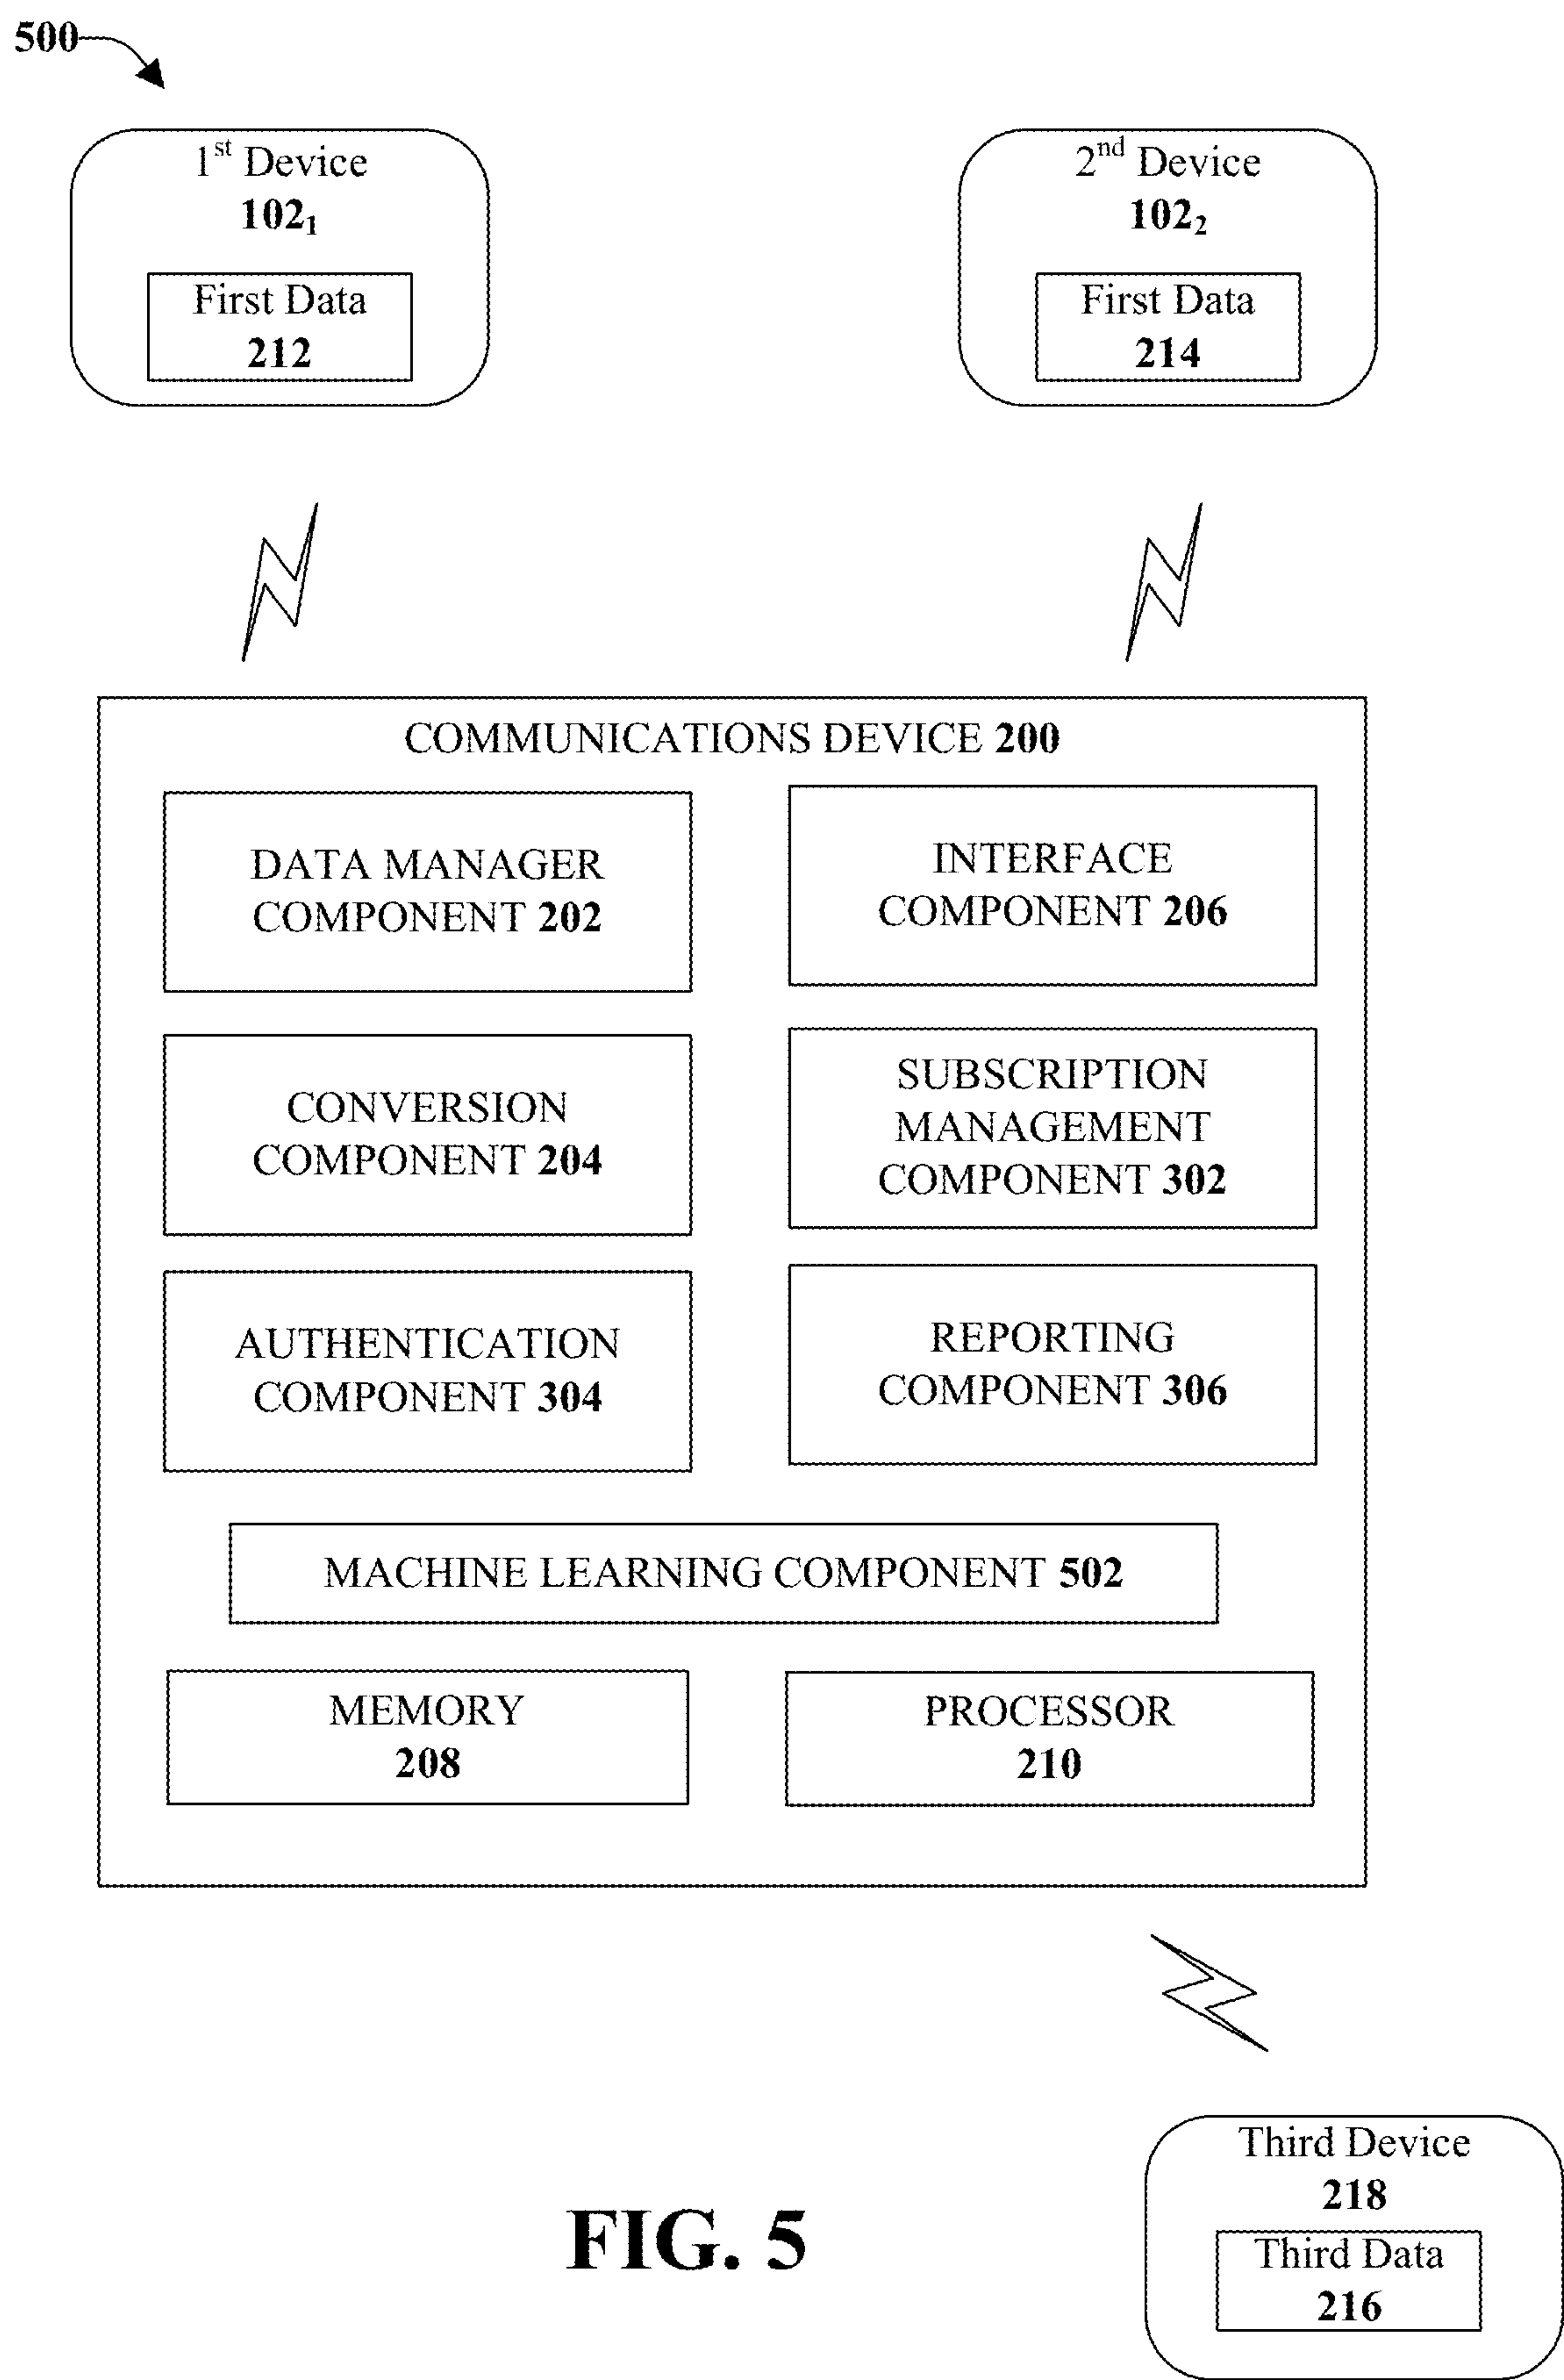 500
1st Device
102₁
First Data
212
2nd Device
102₂
First Data
214
COMMUNICATIONS DEVICE 200
DATA MANAGER
COMPONENT 202
INTERFACE
COMPONENT 206
CONVERSION
COMPONENT 204
SUBSCRIPTION
MANAGEMENT
COMPONENT 302
AUTHENTICATION
COMPONENT 304
REPORTING
COMPONENT 306
MACHINE LEARNING COMPONENT 502
MEMORY
208
PROCESSOR
210
Third Device
218
Third Data
216
FIG. 5